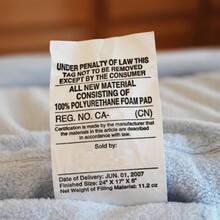 UNDER PENALTY OF LAW THIS
TAG NOT TO BE REMOVED
EXCEPT BY THE CONSUMER
ALL NEW MATERIAL
CONSISTING OF
100% POLYURETHANE FOAM PAD
REG. NO. CA- (CN)
Certification is made by the manufacturer that
the materials in this article are described
in accordance with law.
Sold by:
Date of Delivery: JUN. 01, 2007
Finished Size: 24" X 17" X 6"
Net Weight of Filling Material: 11.2 oz